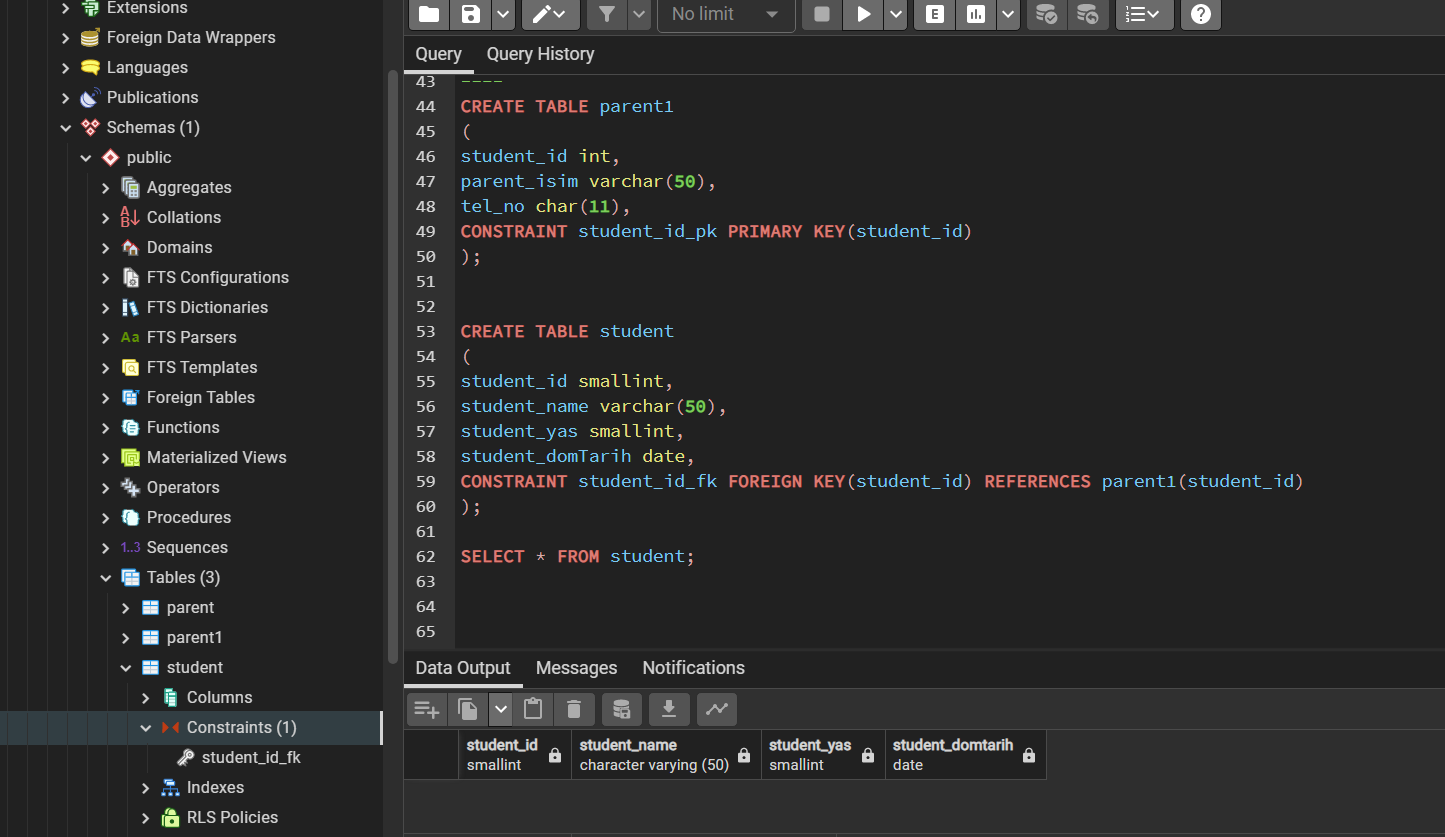 Extensions
Foreign Data Wrappers
Languages
Publications
Schemas (1)
public
Aggregates
Collations
Domains
FTS Configurations
FTS Dictionaries
Aa FTS Parsers
FTS Templates
Foreign Tables
Functions
Materialized Views
Operators
Procedures
1..3 Sequences
Tables (3)
parent
parent1
student
Columns
Constraints (1)
student_id_fk
Indexes
RLS Policies
No limit
E
Query Query History
43 ----
44 CREATE TABLE parent1
45 (
46 student_id int,
47 parent_isim varchar(50),
48 tel_no char(11),
49 CONSTRAINT student_id_pk PRIMARY KEY(student_id)
50 );
51
52
53 CREATE TABLE student
54 (
55 student_id smallint,
56 student_name varchar(50),
57 student_yas smallint,
58 student_domTarih date,
59 CONSTRAINT student_id_fk FOREIGN KEY(student_id) REFERENCES parent1(student_id)
60 );
61
62 SELECT * FROM student;
63
64
65
Data Output Messages Notifications
student_id student_name student_yas student_domtarih
smallint character varying (50) smallint date